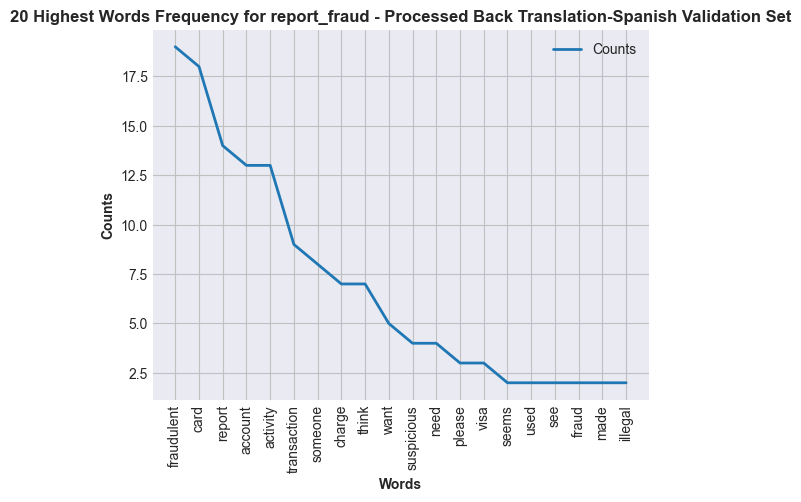 20 Highest Words Frequency for report_fraud - Processed Back Translation-Spanish Validation Set
Counts
17.5
15.0
12.5
10.0
7.5
5.0
2.5
Counts
fraudulent
card
report
account
activity
transaction
someone
charge
think
want
suspicious
need
please
visa
seems
used
see
fraud
made
illegal
Words